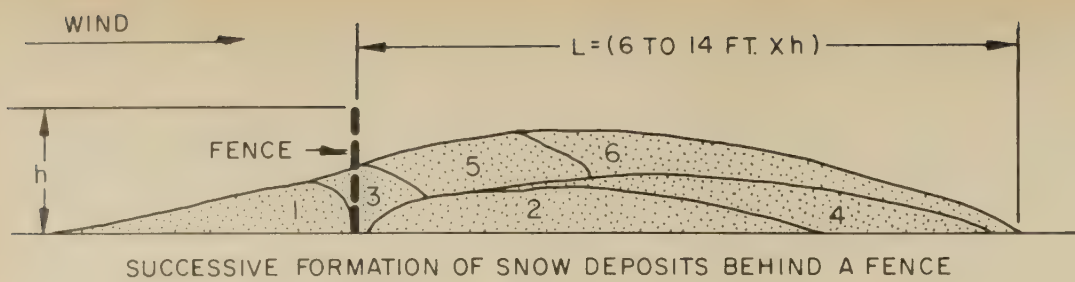 WIND
L=(6 TO 14 FT. X h)
FENCE
h
1
3
5
6
2
4
SUCCESSIVE FORMATION OF SNOW DEPOSITS BEHIND A FENCE